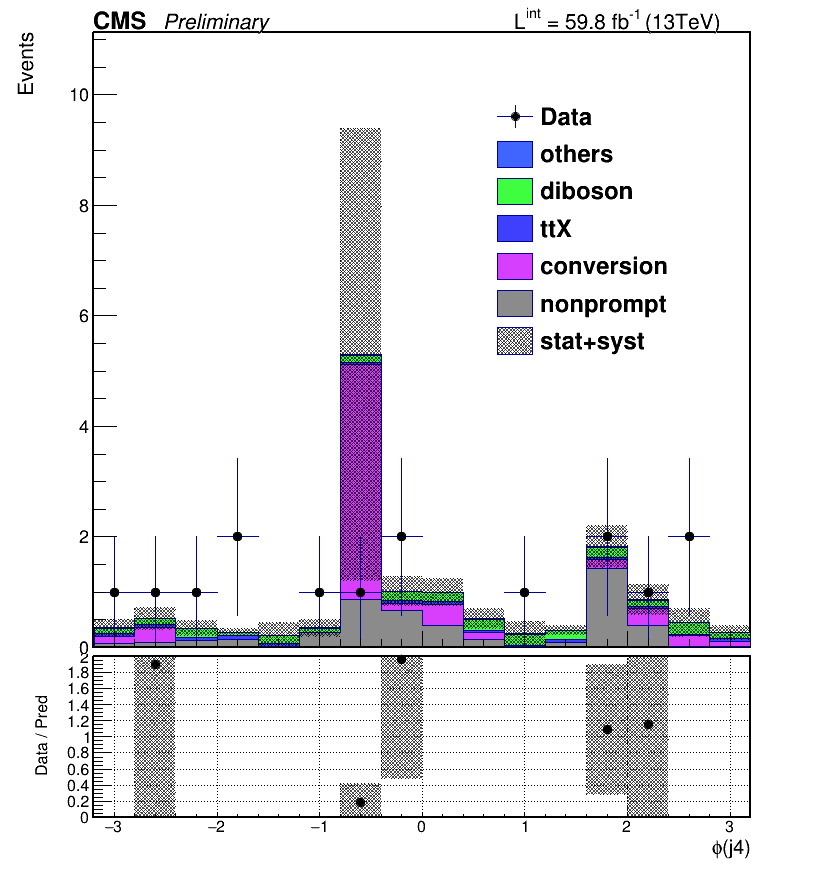 CMS Preliminary L^int = 59.8 fb^-1 (13TeV)
Events
10
8
6
4
2
0
Data
others
diboson
ttX
conversion
nonprompt
stat+syst
Data / Pred
2
1.8
1.6
1.4
1.2
1
0.8
0.6
0.4
0.2
0
−3 −2 −1 0 1 2 3
ϕ(j4)